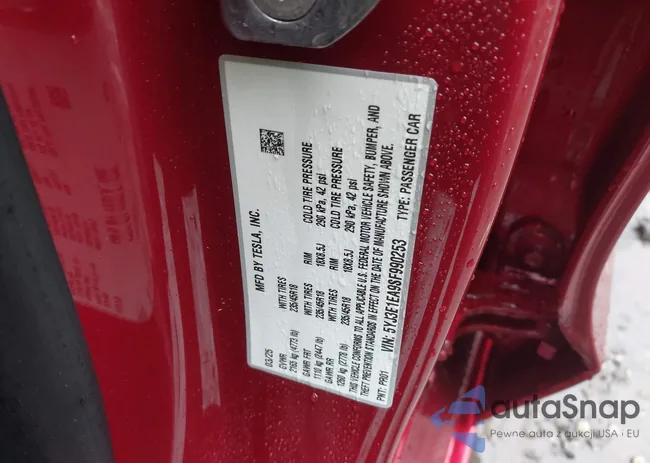 MFD BY TESLA, INC.
03/25
GVWR
2165 kg (4773 lb)
GAWR FRT WITH TIRES RIM COLD TIRE PRESSURE
1110 kg (2447 lb) 235/45R18 18X8.5J 290 kPa, 42 psi
GAWR RR WITH TIRES RIM COLD TIRE PRESSURE
1260 kg (2778 lb) 235/45R18 18X8.5J 290 kPa, 42 psi
THIS VEHICLE CONFORMS TO ALL APPLICABLE U.S. FEDERAL MOTOR VEHICLE SAFETY, BUMPER, AND
THEFT PREVENTION STANDARDS IN EFFECT ON THE DATE OF MANUFACTURE SHOWN ABOVE.
VIN: 5YJ3E1EA9SF990253 TYPE: PASSENGER CAR
PNT: PR01
autaSnap
Pewne auta z aukcji USA i EU